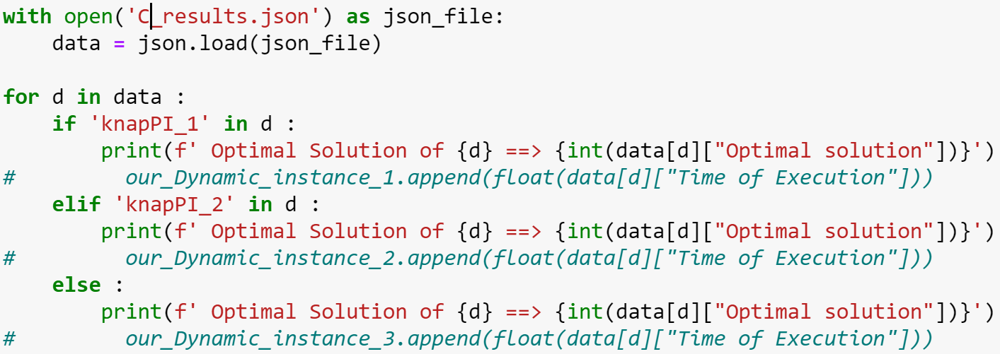 with open('C_results.json') as json_file:
    data = json.load(json_file)

for d in data :
    if 'knapPI_1' in d :
        print(f' Optimal Solution of {d} ==> {int(data[d]["Optimal solution"])}')
#         our_Dynamic_instance_1.append(float(data[d]["Time of Execution"]))
    elif 'knapPI_2' in d :
        print(f' Optimal Solution of {d} ==> {int(data[d]["Optimal solution"])}')
#         our_Dynamic_instance_2.append(float(data[d]["Time of Execution"]))
    else :
        print(f' Optimal Solution of {d} ==> {int(data[d]["Optimal solution"])}')
#         our_Dynamic_instance_3.append(float(data[d]["Time of Execution"]))